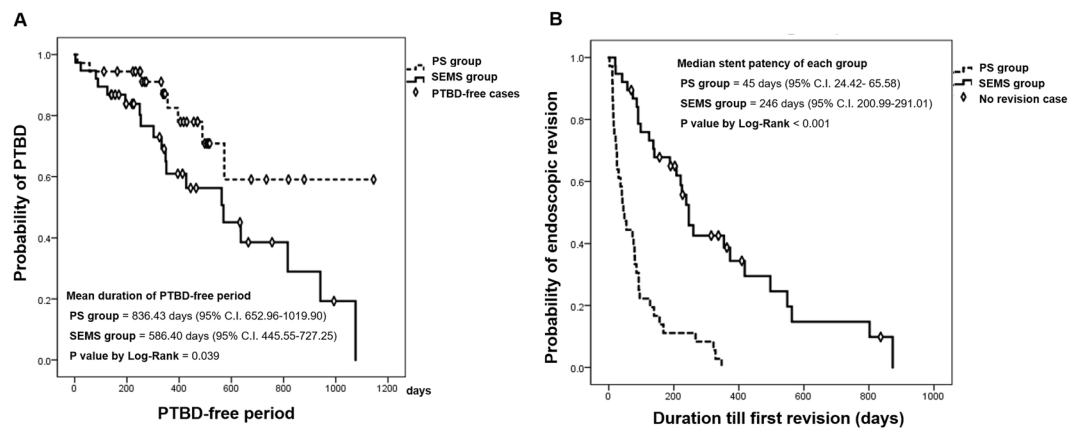 A
Probability of PTBD
1.0
0.8
0.6
0.4
0.2
0.0
PS group
SEMS group
PTBD-free cases
Mean duration of PTBD-free period
PS group = 836.43 days (95% C.I. 652.96-1019.90)
SEMS group = 586.40 days (95% C.I. 445.55-727.25)
P value by Log-Rank = 0.039
0 200 400 600 800 1000 1200 days
PTBD-free period
B
Probability of endoscopic revision
1.0
0.8
0.6
0.4
0.2
0.0
Median stent patency of each group
PS group = 45 days (95% C.I. 24.42- 65.58)
SEMS group = 246 days (95% C.I. 200.99-291.01)
P value by Log-Rank < 0.001
PS group
SEMS group
No revision case
0 200 400 600 800 1000
Duration till first revision (days)